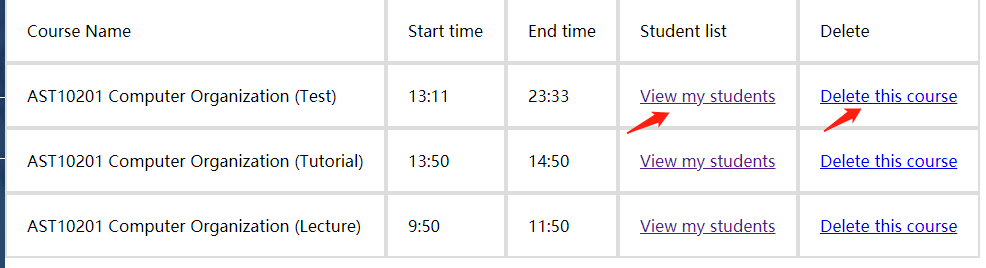 Course Name Start time End time Student list Delete
AST10201 Computer Organization (Test) 13:11 23:33 View my students Delete this course
AST10201 Computer Organization (Tutorial) 13:50 14:50 View my students Delete this course
AST10201 Computer Organization (Lecture) 9:50 11:50 View my students Delete this course